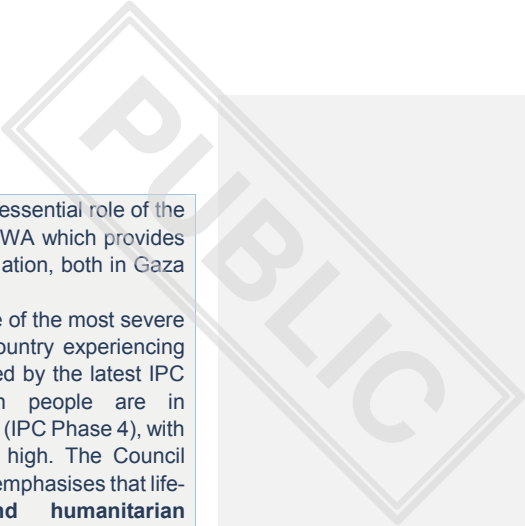 PUBLIC
essential role of the
WA which provides
ation, both in Gaza
e of the most severe
ountry experiencing
ed by the latest IPC
n people are in
(IPC Phase 4), with
high. The Council
emphasises that life-
nd humanitarian